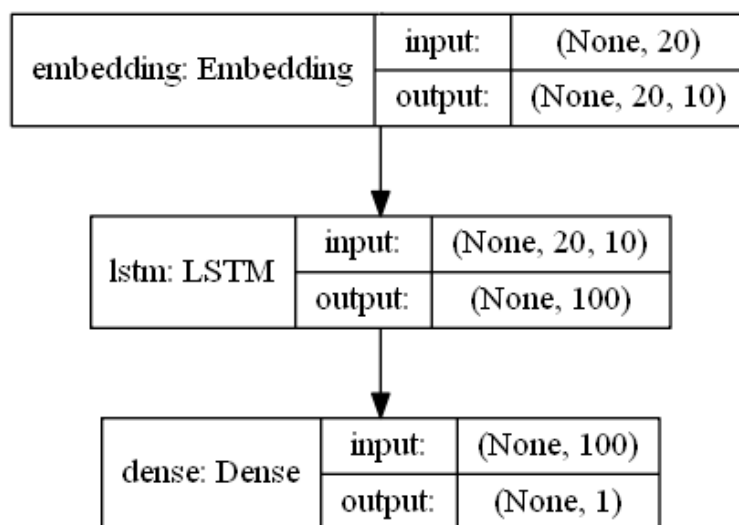 embedding: Embedding
input:
(None, 20)
output:
(None, 20, 10)
lstm: LSTM
input:
(None, 20, 10)
output:
(None, 100)
dense: Dense
input:
(None, 100)
output:
(None, 1)